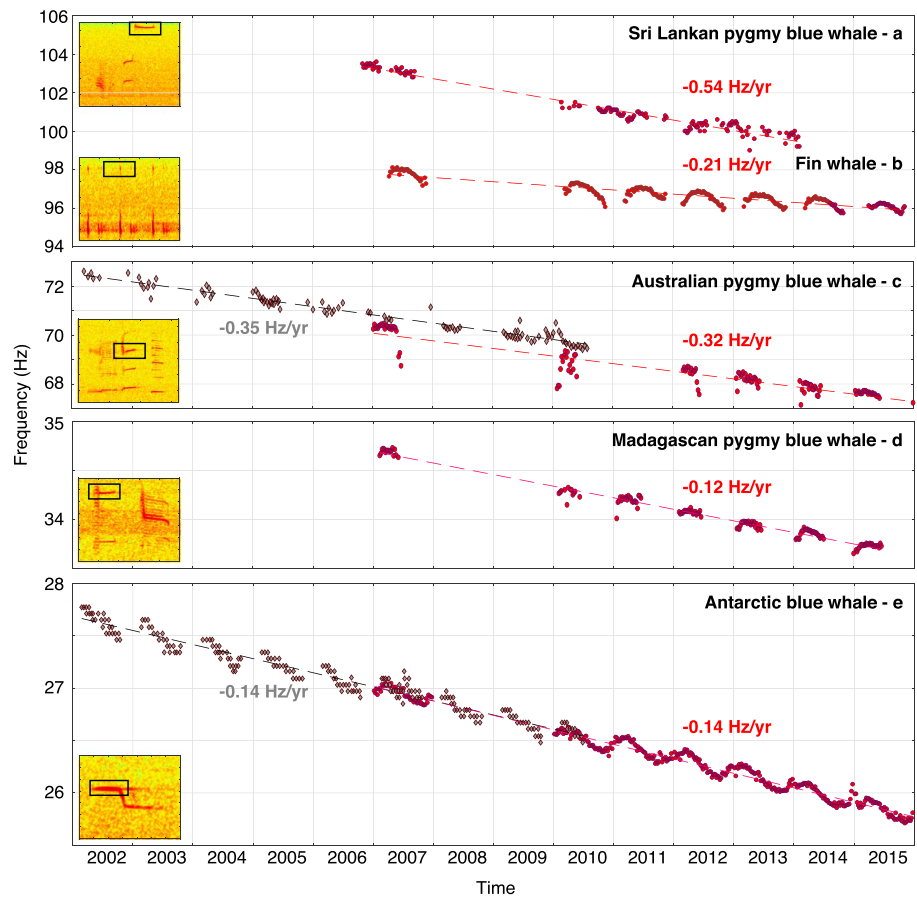 106
Sri Lankan pygmy blue whale - a
104
-0.54 Hz/yr
102
100
-0.21 Hz/yr
98
Fin whale - b
96
94
72
Australian pygmy blue whale - c
-0.35 Hz/yr
70
-0.32 Hz/yr
68
Frequency (Hz)
35
Madagascan pygmy blue whale - d
-0.12 Hz/yr
34
28
Antarctic blue whale - e
27
-0.14 Hz/yr
-0.14 Hz/yr
26
2002 2003 2004 2005 2006 2007 2008 2009 2010 2011 2012 2013 2014 2015
Time